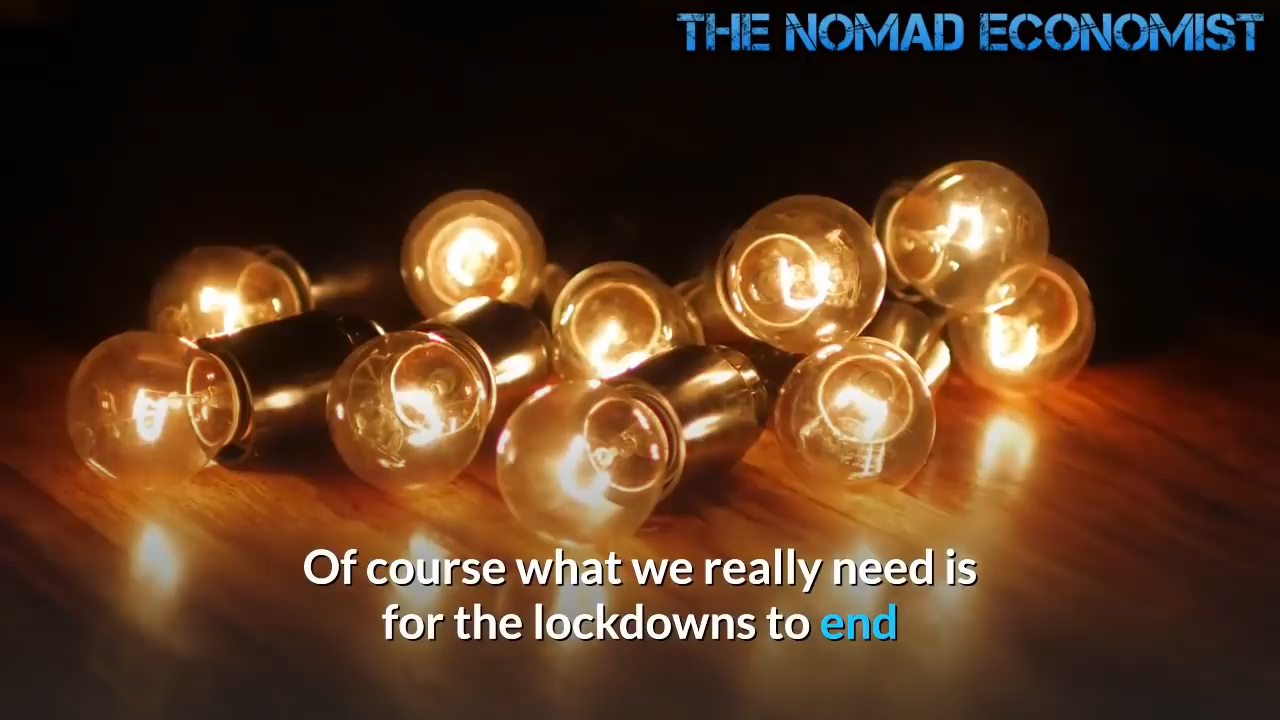 THE NOMAD ECONOMIST
Of course what we really need is
for the lockdowns to end